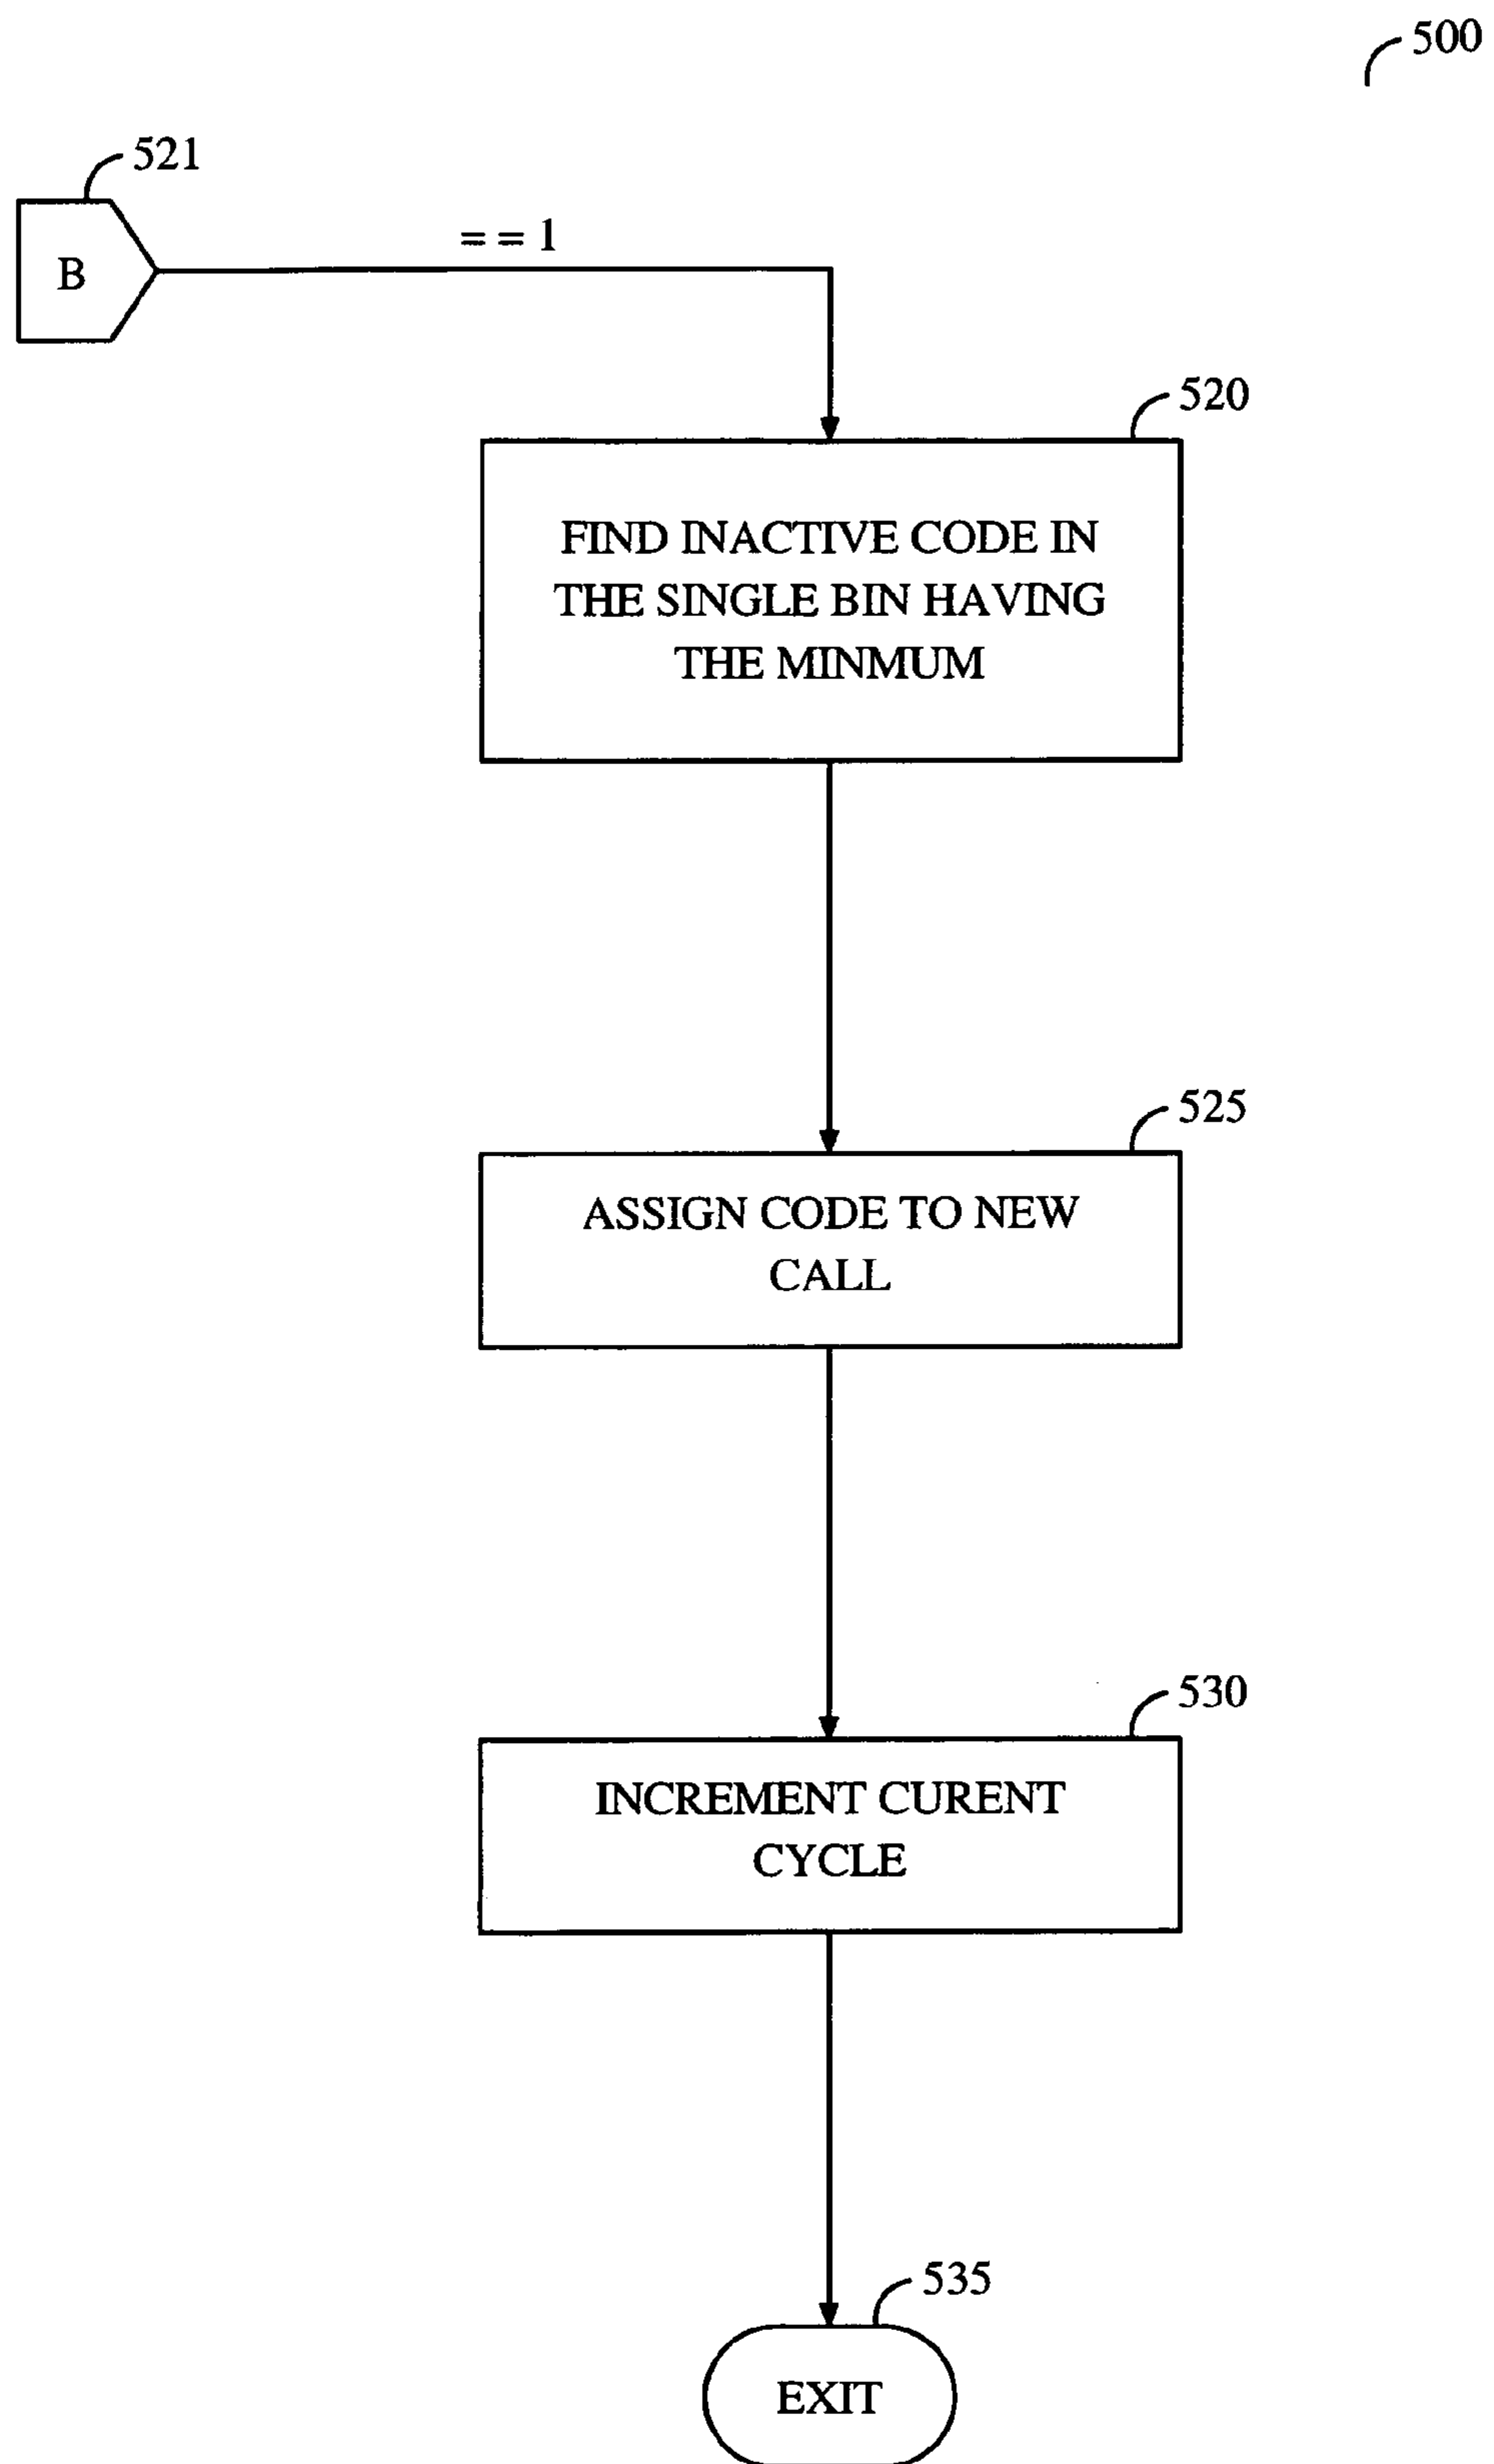 500
521
B
= = 1
520
FIND INACTIVE CODE IN
THE SINGLE BIN HAVING
THE MINMUM
525
ASSIGN CODE TO NEW
CALL
530
INCREMENT CURENT
CYCLE
535
EXIT